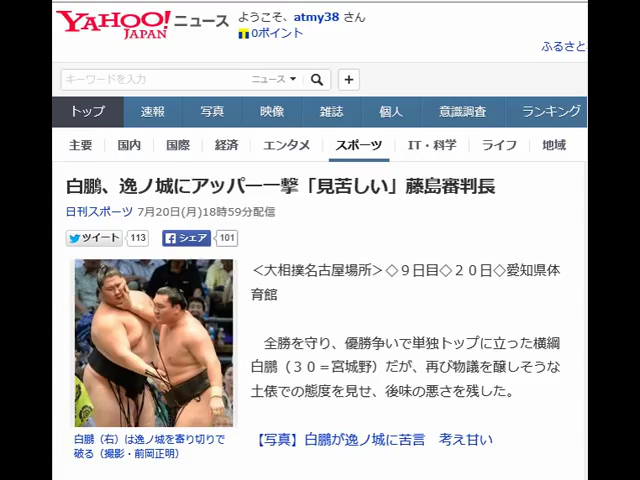 YAHOO! ニュース
JAPAN
ようこそ、atmy38 さん
0ポイント
ふるさと
キーワードを入力
ニュース
トップ 速報 写真 映像 雑誌 個人 意識調査 ランキング
主要 国内 国際 経済 エンタメ スポーツ IT・科学 ライフ 地域
白鵬、逸ノ城にアッパー一撃「見苦しい」藤島審判長
日刊スポーツ 7月20日(月)18時59分配信
ツイート 113 シェア 101
＜大相撲名古屋場所＞◇９日目◇２０日◇愛知県体
育館
全勝を守り、優勝争いで単独トップに立った横綱
白鵬（３０＝宮城野）だが、再び物議を醸しそうな
土俵での態度を見せ、後味の悪さを残した。
白鵬（右）は逸ノ城を寄り切りで
破る（撮影・前岡正明）
【写真】白鵬が逸ノ城に苦言　考え甘い